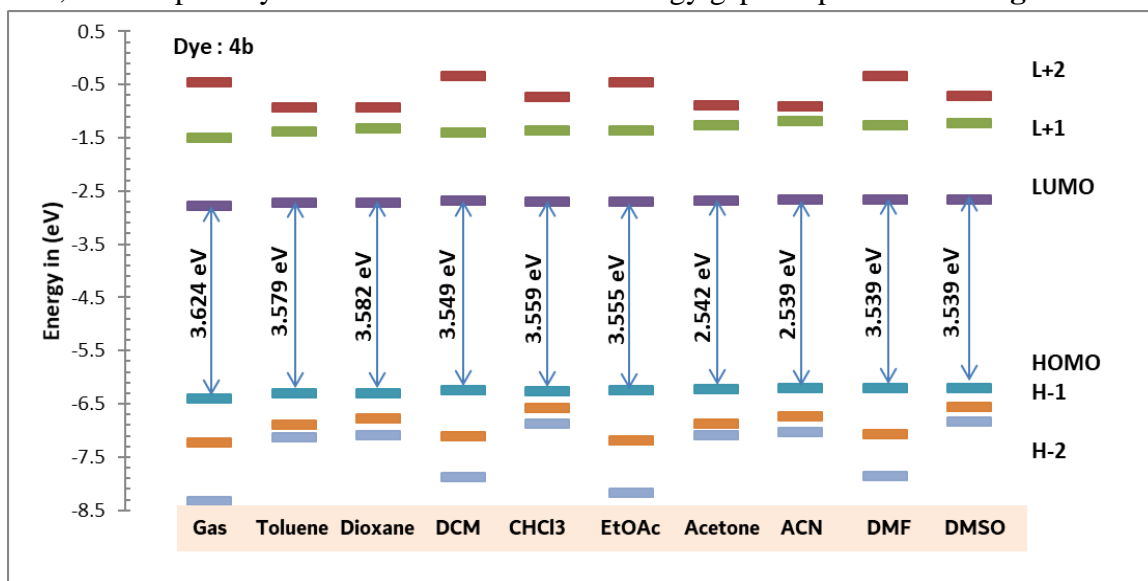 0.5
Dye : 4b
L+2
-0.5
-1.5
L+1
-2.5
LUMO
-3.5
-4.5
-5.5
-6.5
-7.5
-8.5
Energy in (eV)
3.624 eV
3.579 eV
3.582 eV
3.549 eV
3.559 eV
3.555 eV
2.542 eV
2.539 eV
3.539 eV
3.539 eV
HOMO
H-1
H-2
Gas Toluene Dioxane DCM CHCl3 EtOAc Acetone ACN DMF DMSO